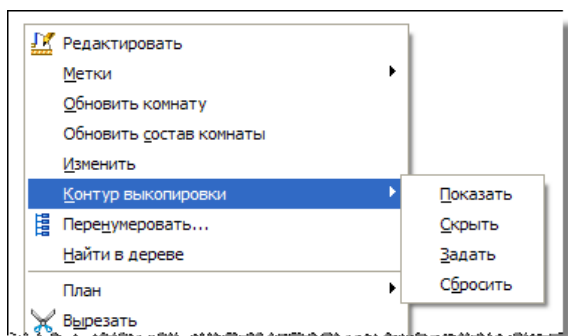 Редактировать
Метки
Обновить комнату
Обновить состав комнаты
Изменить
Контур выкопировки
Показать
Скрыть
Задать
Сбросить
Перенумеровать...
Найти в дереве
План
Вырезать